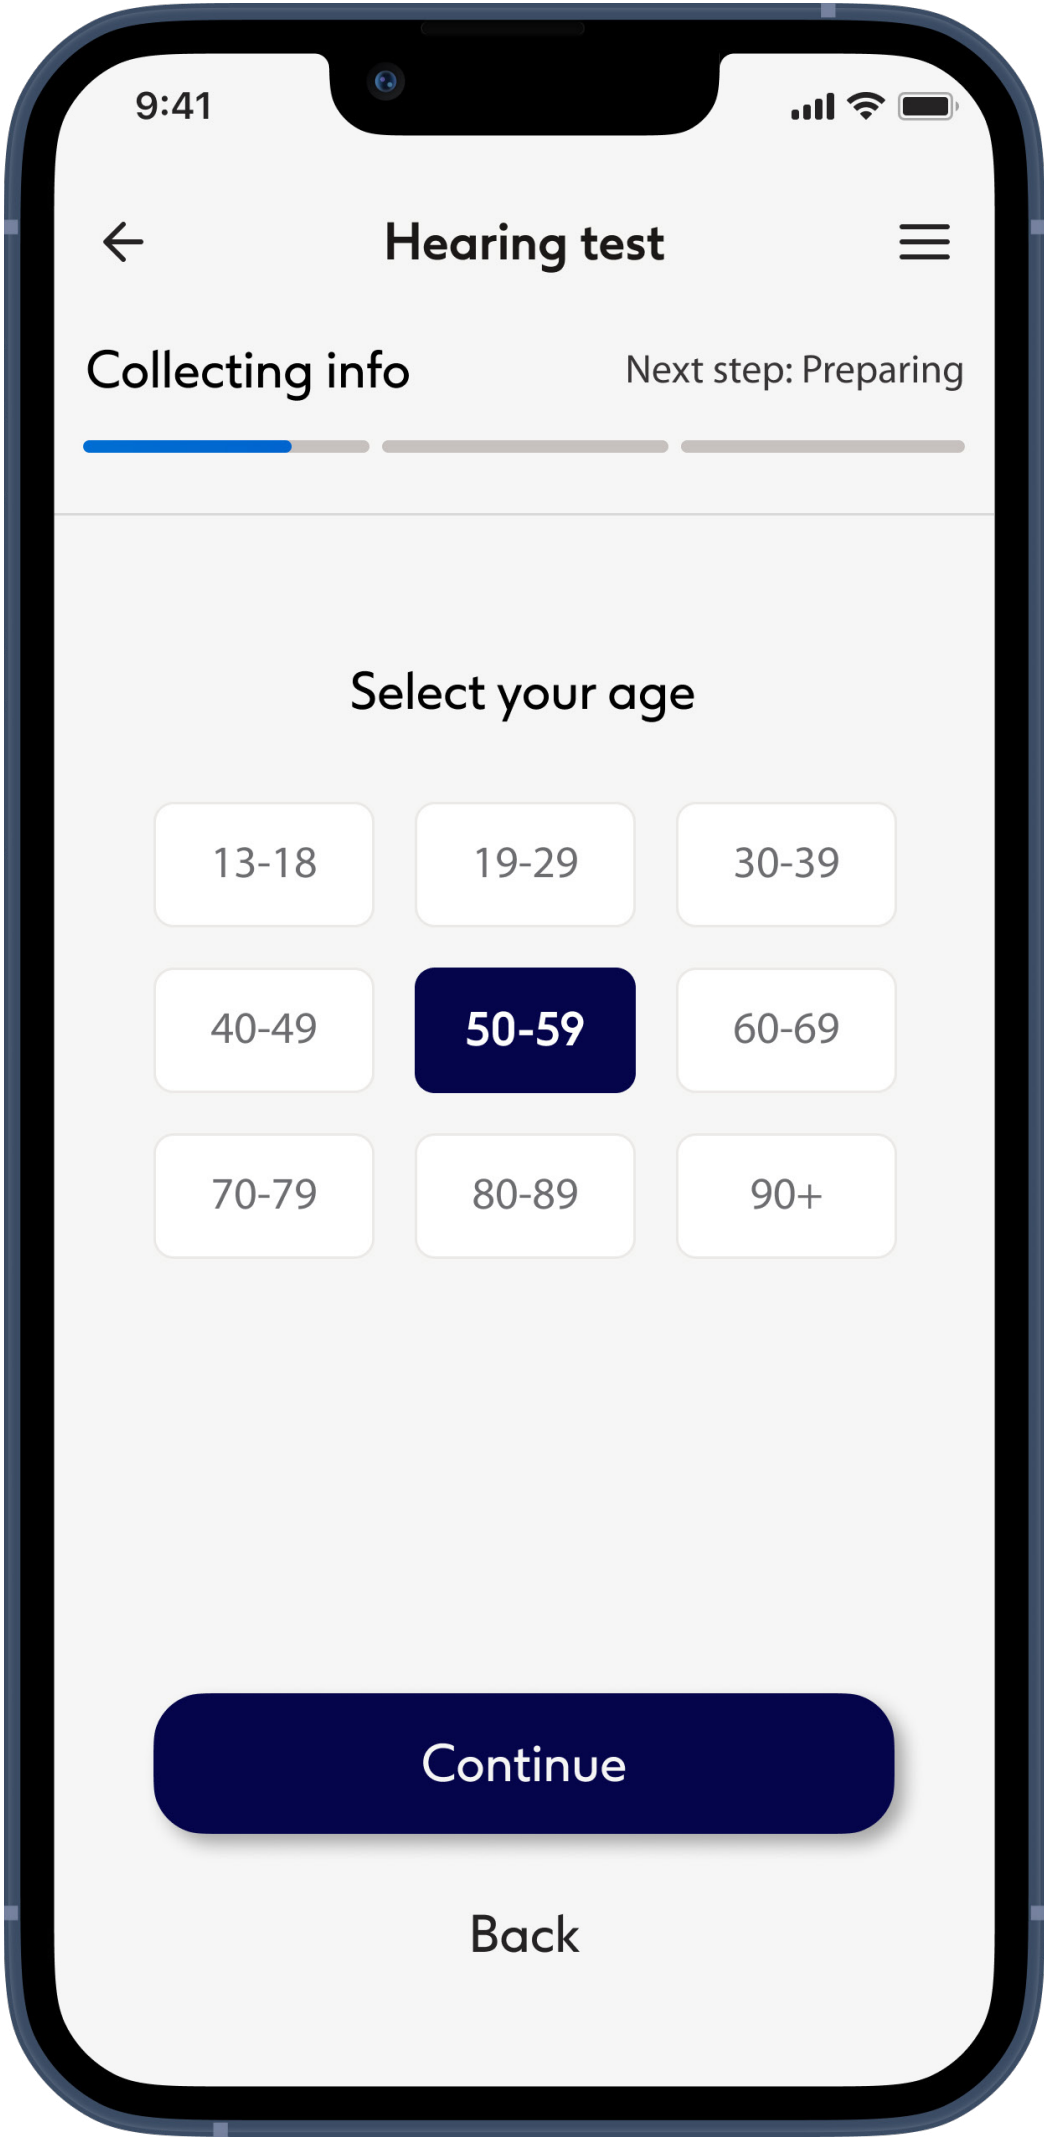 9:41
Hearing test
Collecting info
Next step: Preparing
Select your age
13-18
19-29
30-39
40-49
50-59
60-69
70-79
80-89
90+
Continue
Back